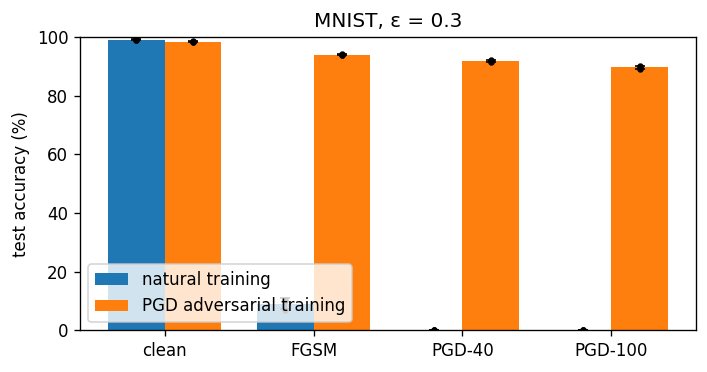 MNIST, ε = 0.3
test accuracy (%)
100
80
60
40
20
0
natural training
PGD adversarial training
clean
FGSM
PGD-40
PGD-100